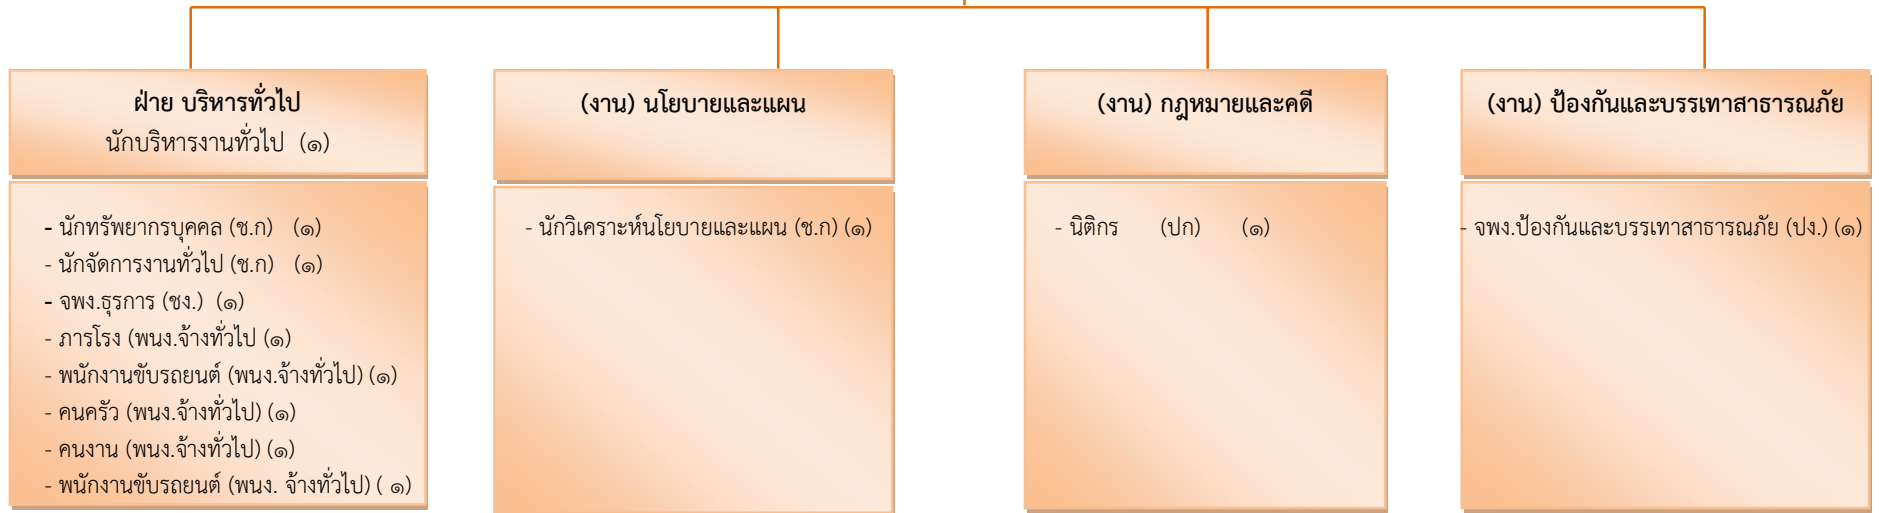 ฝ่าย บริหารทั่วไป
นักบริหารงานทั่วไป (๑)
- นักทรัพยากรบุคคล (ช.ก) (๑)
- นักจัดการงานทั่วไป (ช.ก) (๑)
- จพง.ธุรการ (ชง.) (๑)
- ภารโรง (พนง.จ้างทั่วไป (๑)
- พนักงานขับรถยนต์ (พนง.จ้างทั่วไป) (๑)
- คนครัว (พนง.จ้างทั่วไป) (๑)
- คนงาน (พนง.จ้างทั่วไป) (๑)
- พนักงานขับรถยนต์ (พนง. จ้างทั่วไป) ( ๑)
(งาน) นโยบายและแผน
- นักวิเคราะห์นโยบายและแผน (ช.ก) (๑)
(งาน) กฎหมายและคดี
- นิติกร (ปก) (๑)
(งาน) ป้องกันและบรรเทาสาธารณภัย
- จพง.ป้องกันและบรรเทาสาธารณภัย (ปง.) (๑)